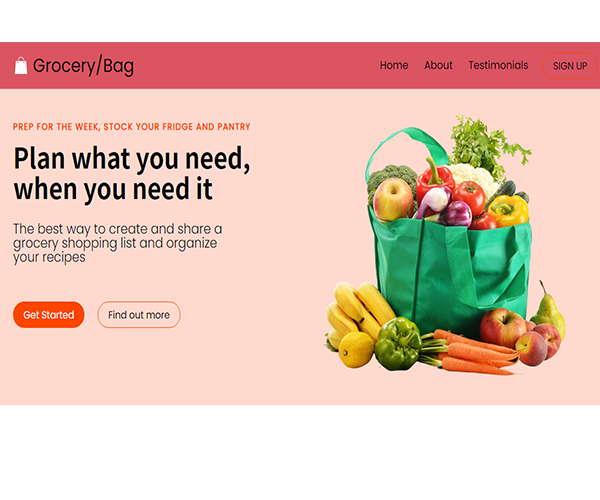 Grocery/Bag
Home About Testimonials SIGN UP
PREP FOR THE WEEK, STOCK YOUR FRIDGE AND PANTRY
Plan what you need,
when you need it
The best way to create and share a
grocery shopping list and organize
your recipes
Get Started Find out more